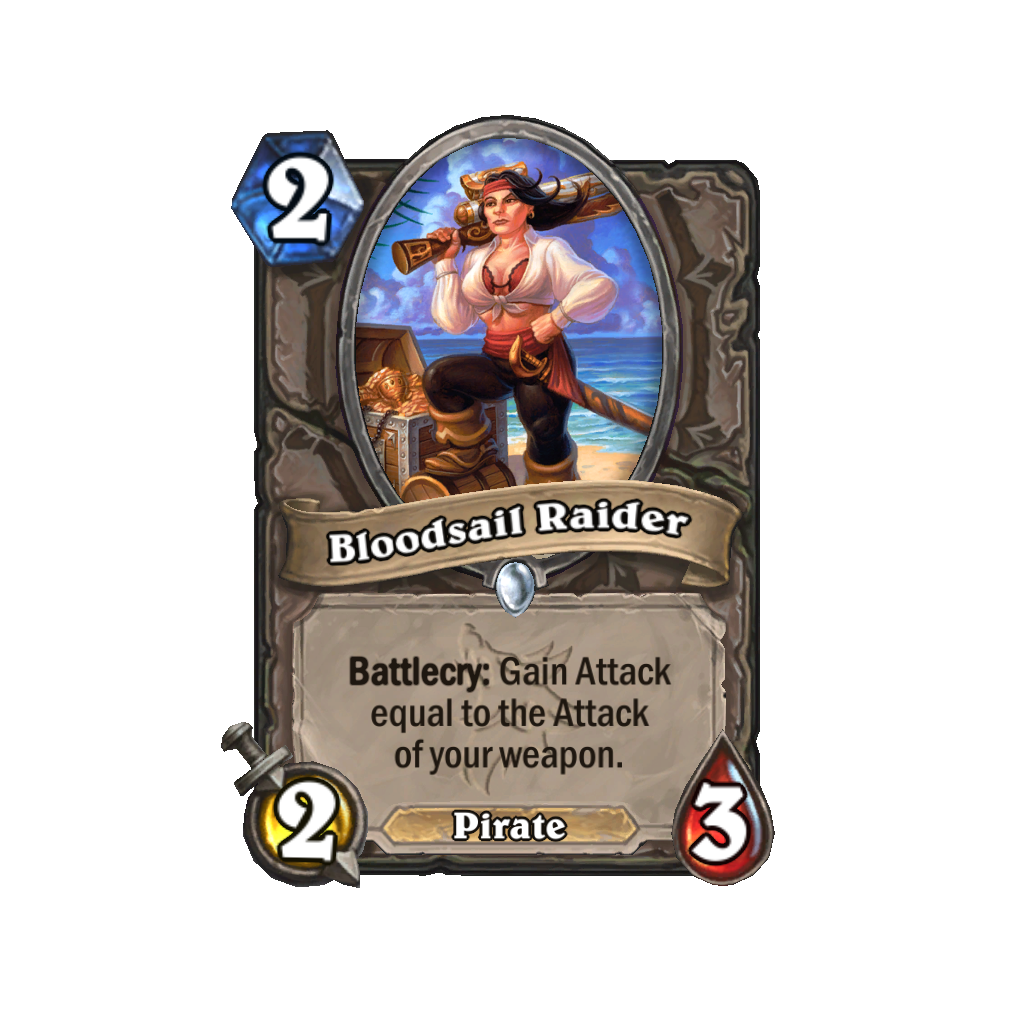 2
Bloodsail Raider
Battlecry: Gain Attack
equal to the Attack
of your weapon.
2
Pirate
3